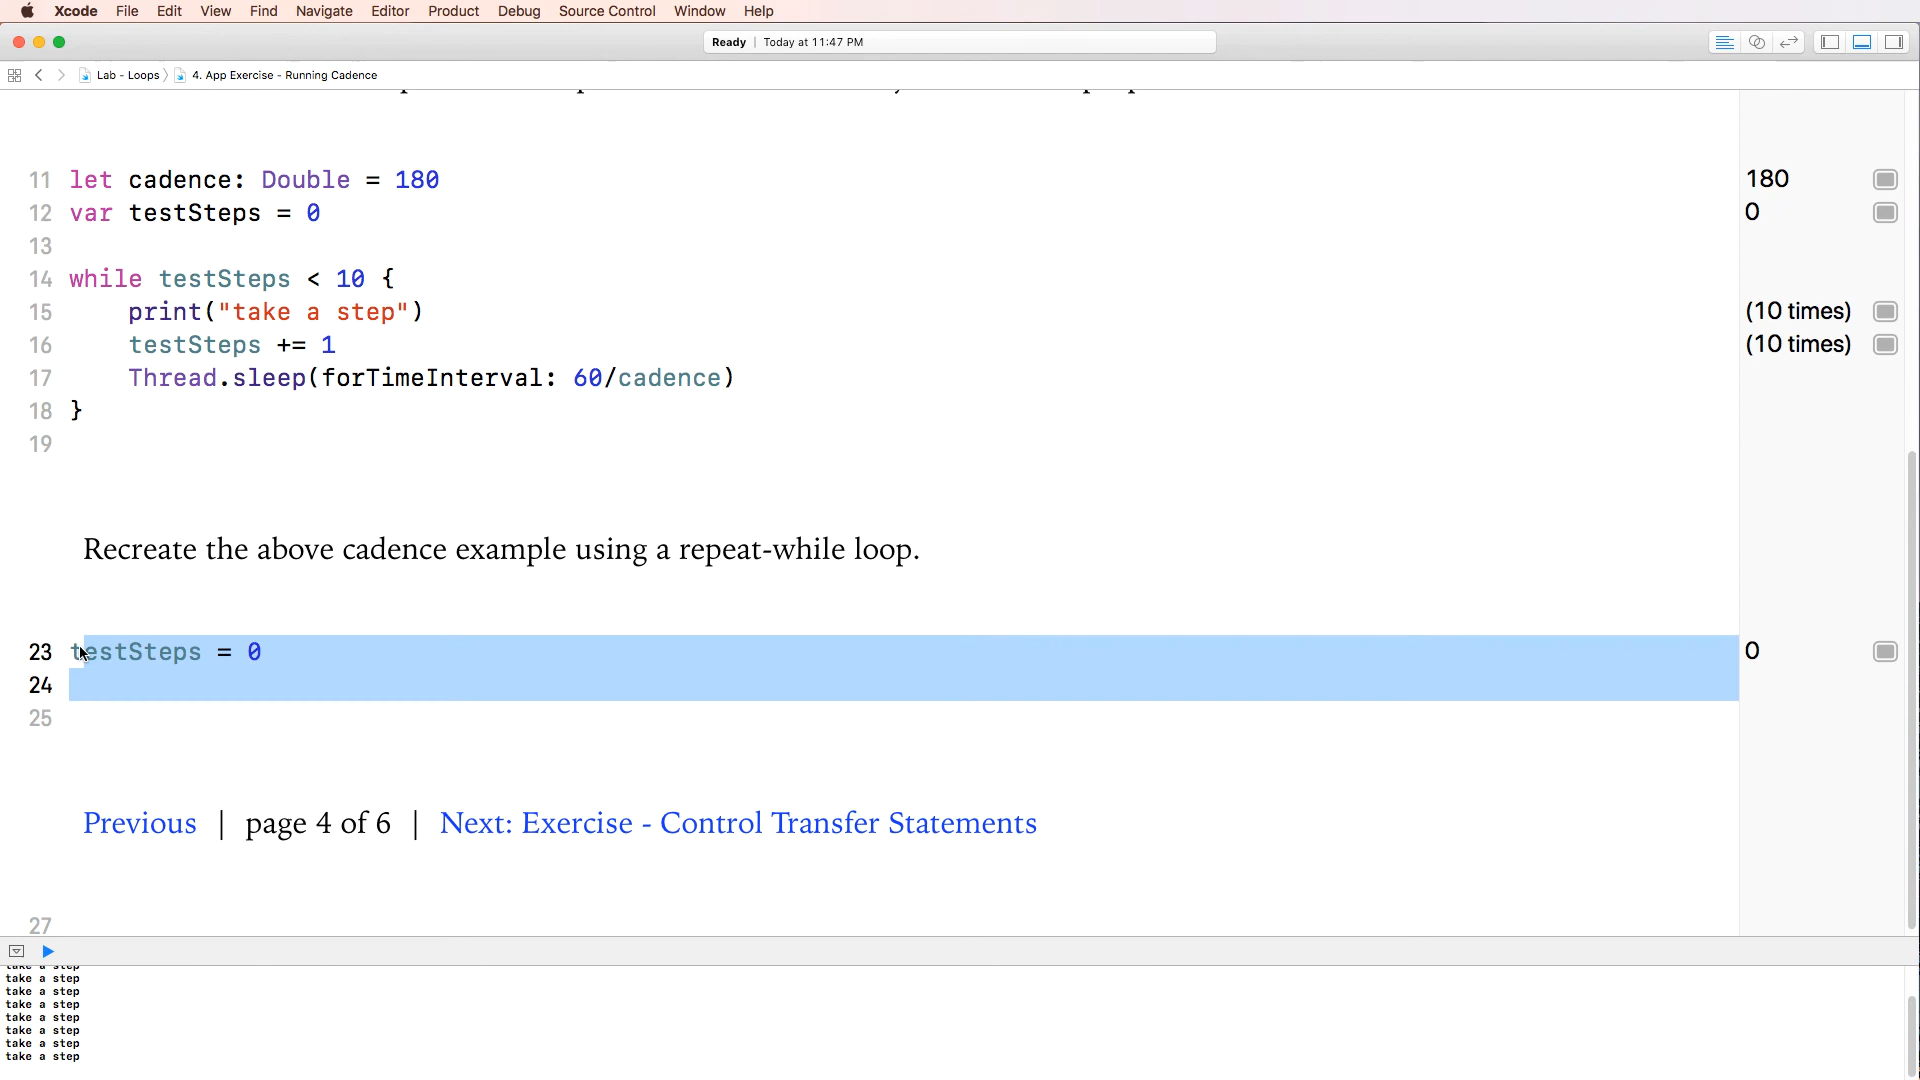 Xcode File Edit View Find Navigate Editor Product Debug Source Control Window Help
Ready | Today at 11:47 PM
Lab - Loops 4. App Exercise - Running Cadence
11 let cadence: Double = 180 180
12 var testSteps = 0 0
13
14 while testSteps < 10 {
15 print("take a step") (10 times)
16 testSteps += 1 (10 times)
17 Thread.sleep(forTimeInterval: 60/cadence)
18 }
19
Recreate the above cadence example using a repeat-while loop.
23 testSteps = 0 0
24
25
Previous | page 4 of 6 | Next: Exercise - Control Transfer Statements
27
take a step
take a step
take a step
take a step
take a step
take a step
take a step
take a step